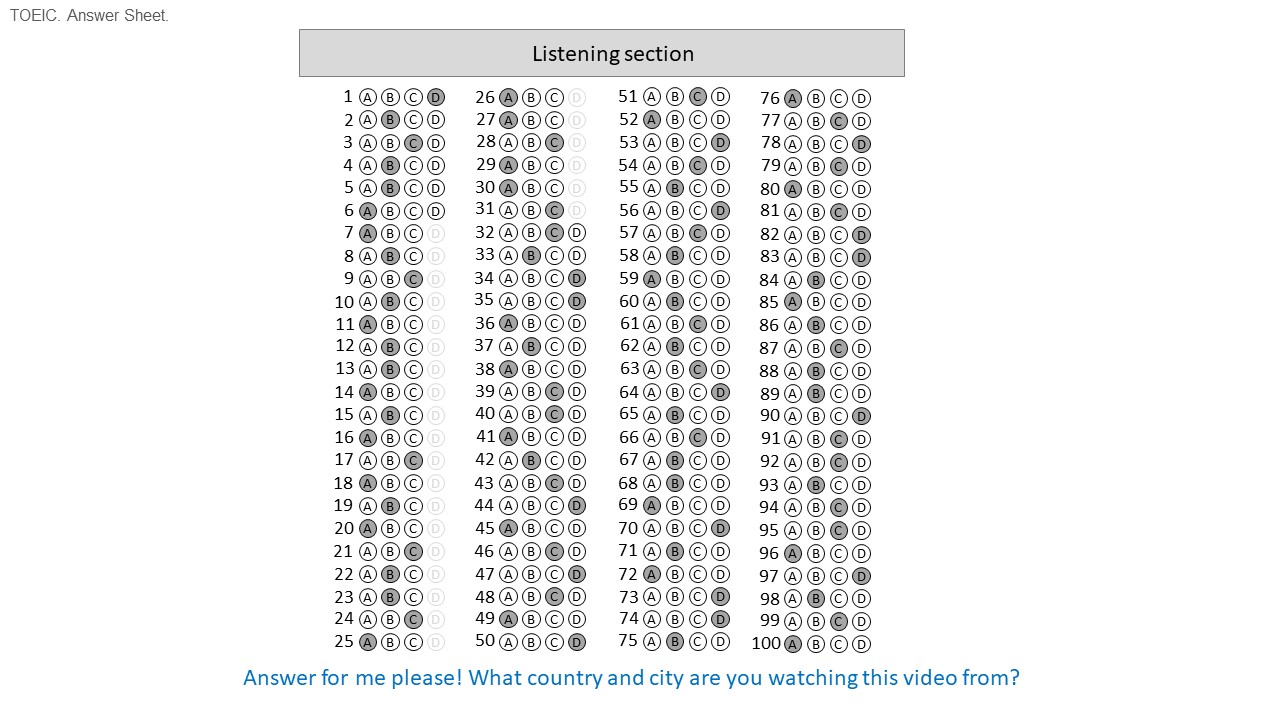 TOEIC. Answer Sheet.
Listening section
1 A B C D 26 A B C D 51 A B C D 76 A B C D
2 A B C D 27 A B C D 52 A B C D 77 A B C D
3 A B C D 28 A B C D 53 A B C D 78 A B C D
4 A B C D 29 A B C D 54 A B C D 79 A B C D
5 A B C D 30 A B C D 55 A B C D 80 A B C D
6 A B C D 31 A B C D 56 A B C D 81 A B C D
7 A B C D 32 A B C D 57 A B C D 82 A B C D
8 A B C D 33 A B C D 58 A B C D 83 A B C D
9 A B C D 34 A B C D 59 A B C D 84 A B C D
10 A B C D 35 A B C D 60 A B C D 85 A B C D
11 A B C D 36 A B C D 61 A B C D 86 A B C D
12 A B C D 37 A B C D 62 A B C D 87 A B C D
13 A B C D 38 A B C D 63 A B C D 88 A B C D
14 A B C D 39 A B C D 64 A B C D 89 A B C D
15 A B C D 40 A B C D 65 A B C D 90 A B C D
16 A B C D 41 A B C D 66 A B C D 91 A B C D
17 A B C D 42 A B C D 67 A B C D 92 A B C D
18 A B C D 43 A B C D 68 A B C D 93 A B C D
19 A B C D 44 A B C D 69 A B C D 94 A B C D
20 A B C D 45 A B C D 70 A B C D 95 A B C D
21 A B C D 46 A B C D 71 A B C D 96 A B C D
22 A B C D 47 A B C D 72 A B C D 97 A B C D
23 A B C D 48 A B C D 73 A B C D 98 A B C D
24 A B C D 49 A B C D 74 A B C D 99 A B C D
25 A B C D 50 A B C D 75 A B C D 100 A B C D
Answer for me please! What country and city are you watching this video from?